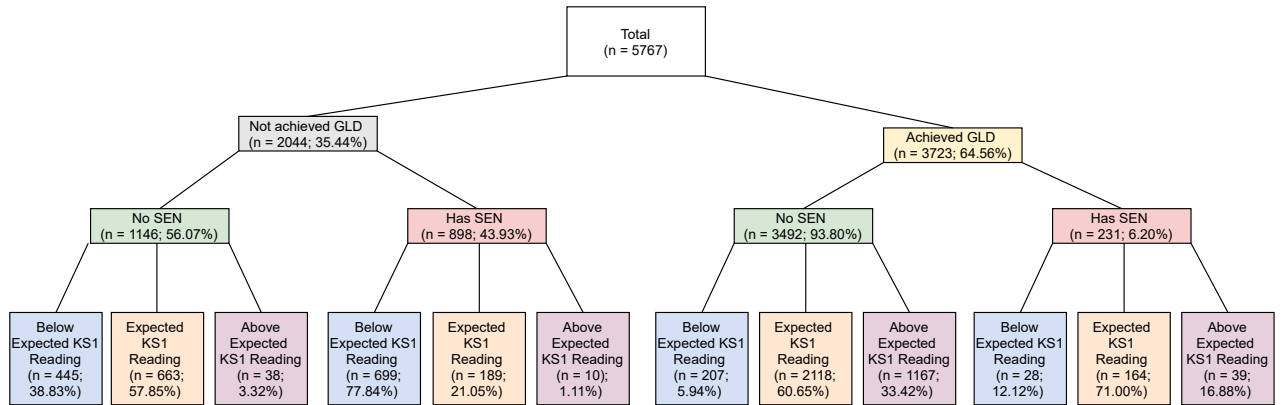 Total
(n = 5767)
Not achieved GLD
(n = 2044; 35.44%)
Achieved GLD
(n = 3723; 64.56%)
No SEN
(n = 1146; 56.07%)
Has SEN
(n = 898; 43.93%)
No SEN
(n = 3492; 93.80%)
Has SEN
(n = 231; 6.20%)
Below
Expected KS1
Reading
(n = 445;
38.83%)
Expected
KS1
Reading
(n = 663;
57.85%)
Above
Expected
KS1 Reading
(n = 38;
3.32%)
Below
Expected KS1
Reading
(n = 699;
77.84%)
Expected
KS1
Reading
(n = 189;
21.05%)
Above
Expected
KS1 Reading
(n = 10);
1.11%)
Below
Expected KS1
Reading
(n = 207;
5.94%)
Expected
KS1
Reading
(n = 2118;
60.65%)
Above
Expected
KS1 Reading
(n = 1167;
33.42%)
Below
Expected KS1
Reading
(n = 28;
12.12%)
Expected
KS1
Reading
(n = 164;
71.00%)
Above
Expected
KS1 Reading
(n = 39;
16.88%)